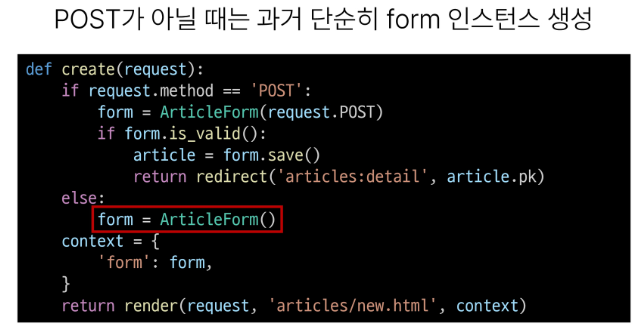 POST가 아닐 때는 과거 단순히 form 인스턴스 생성
def create(request):
    if request.method == 'POST':
        form = ArticleForm(request.POST)
        if form.is_valid():
            article = form.save()
            return redirect('articles:detail', article.pk)
    else:
        form = ArticleForm()
    context = {
        'form': form,
    }
    return render(request, 'articles/new.html', context)